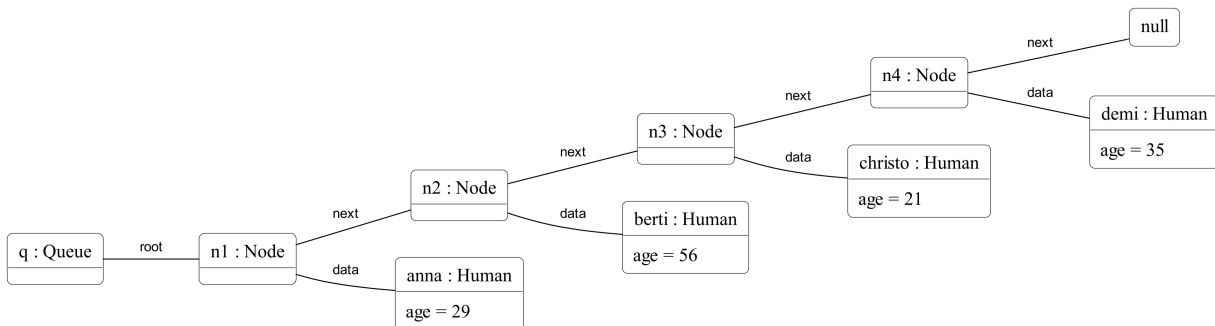 null
next
n4 : Node
data
demi : Human
age = 35
next
n3 : Node
data
christo : Human
age = 21
next
n2 : Node
data
berti : Human
age = 56
next
q : Queue
root
n1 : Node
data
anna : Human
age = 29